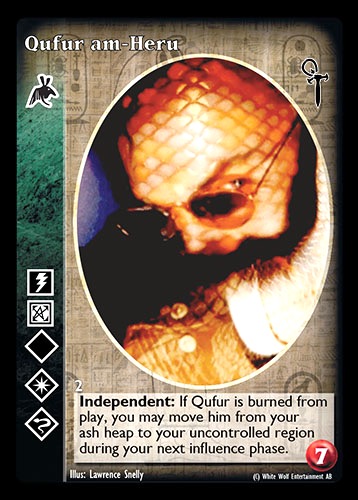 Qufur am-Heru
2
Independent: If Qufur is burned from
play, you may move him from your
ash heap to your uncontrolled region
during your next influence phase.
7
Illus: Lawrence Snelly
(C) White Wolf Entertainment AB